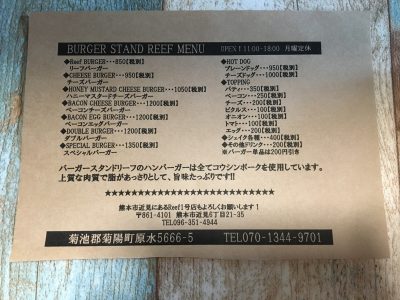 BURGER STAND REEF MENU OPEN！11:00-18:00 月曜定休
◆Reef BURGER･･･850【税別】
リーフバーガー
◆CHEESE BURGER･･･950【税別】
チーズバーガー
◆HONEY MUSTARD CHEESE BURGER･･･1050【税別】
ハニーマスタードチーズバーガー
◆BACON CHEESE BURGER･･･1200【税別】
ベーコンチーズバーガー
◆BACON EGG BURGER･･･1200【税別】
ベーコンエッグバーガー
◆DOUBLE BURGER･･･1200【税別】
ダブルバーガー
◆SPECIAL BURGER･･･1350【税別】
スペシャルバーガー
◆HOT DOG
プレーンドッグ･･･950【税別】
チーズドッグ･･･1000【税別】
◆TOPPING
パティ･･･350【税別】
ベーコン･･･250【税別】
チーズ･･･200【税別】
ピクルス･･･100【税別】
オニオン･･･100【税別】
トマト･･･100【税別】
エッグ･･･200【税別】
◆シェイク各種･･･400【税別】
◆その他ドリンク･･･200【税別】
※バーガー単品は200円引き
バーガースタンドリーフのハンバーガーは全てコウシンポークを使用しています。
上質な肉質で脂があっさりとして、旨味たっぷりです!!
★★★★★★★★★★★★★★★★★★★★★★★★★★★★
熊本市近見にあるReef1号店もよろしくお願いします！
〒861-4101 熊本市近見6丁目21-35
TEL096-351-4944
菊池郡菊陽町原水5666-5 TEL070-1344-9701